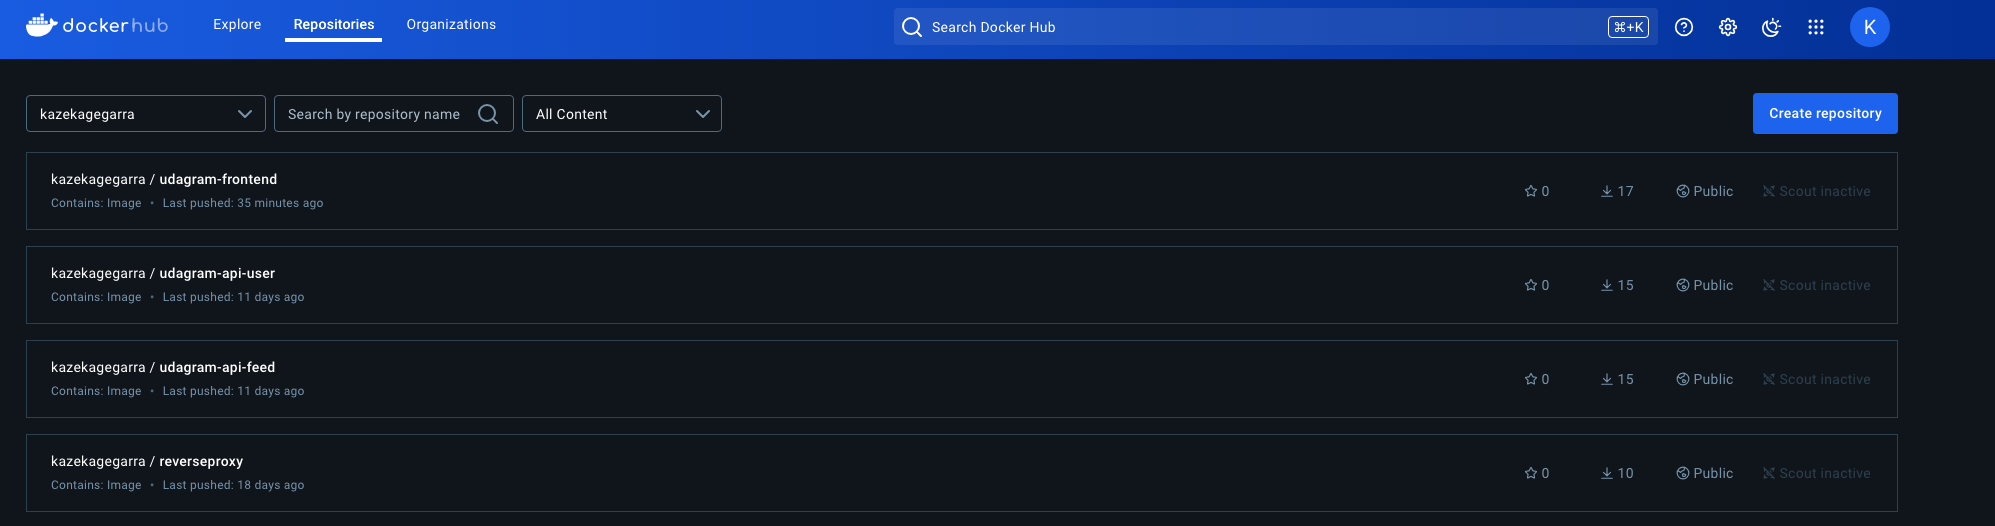 docker hub
Explore Repositories Organizations
Search Docker Hub ⌘+K
K
kazekagegarra
Search by repository name
All Content
Create repository
kazekagegarra / udagram-frontend
Contains: Image • Last pushed: 35 minutes ago
0 17 Public Scout inactive
kazekagegarra / udagram-api-user
Contains: Image • Last pushed: 11 days ago
0 15 Public Scout inactive
kazekagegarra / udagram-api-feed
Contains: Image • Last pushed: 11 days ago
0 15 Public Scout inactive
kazekagegarra / reverseproxy
Contains: Image • Last pushed: 18 days ago
0 10 Public Scout inactive